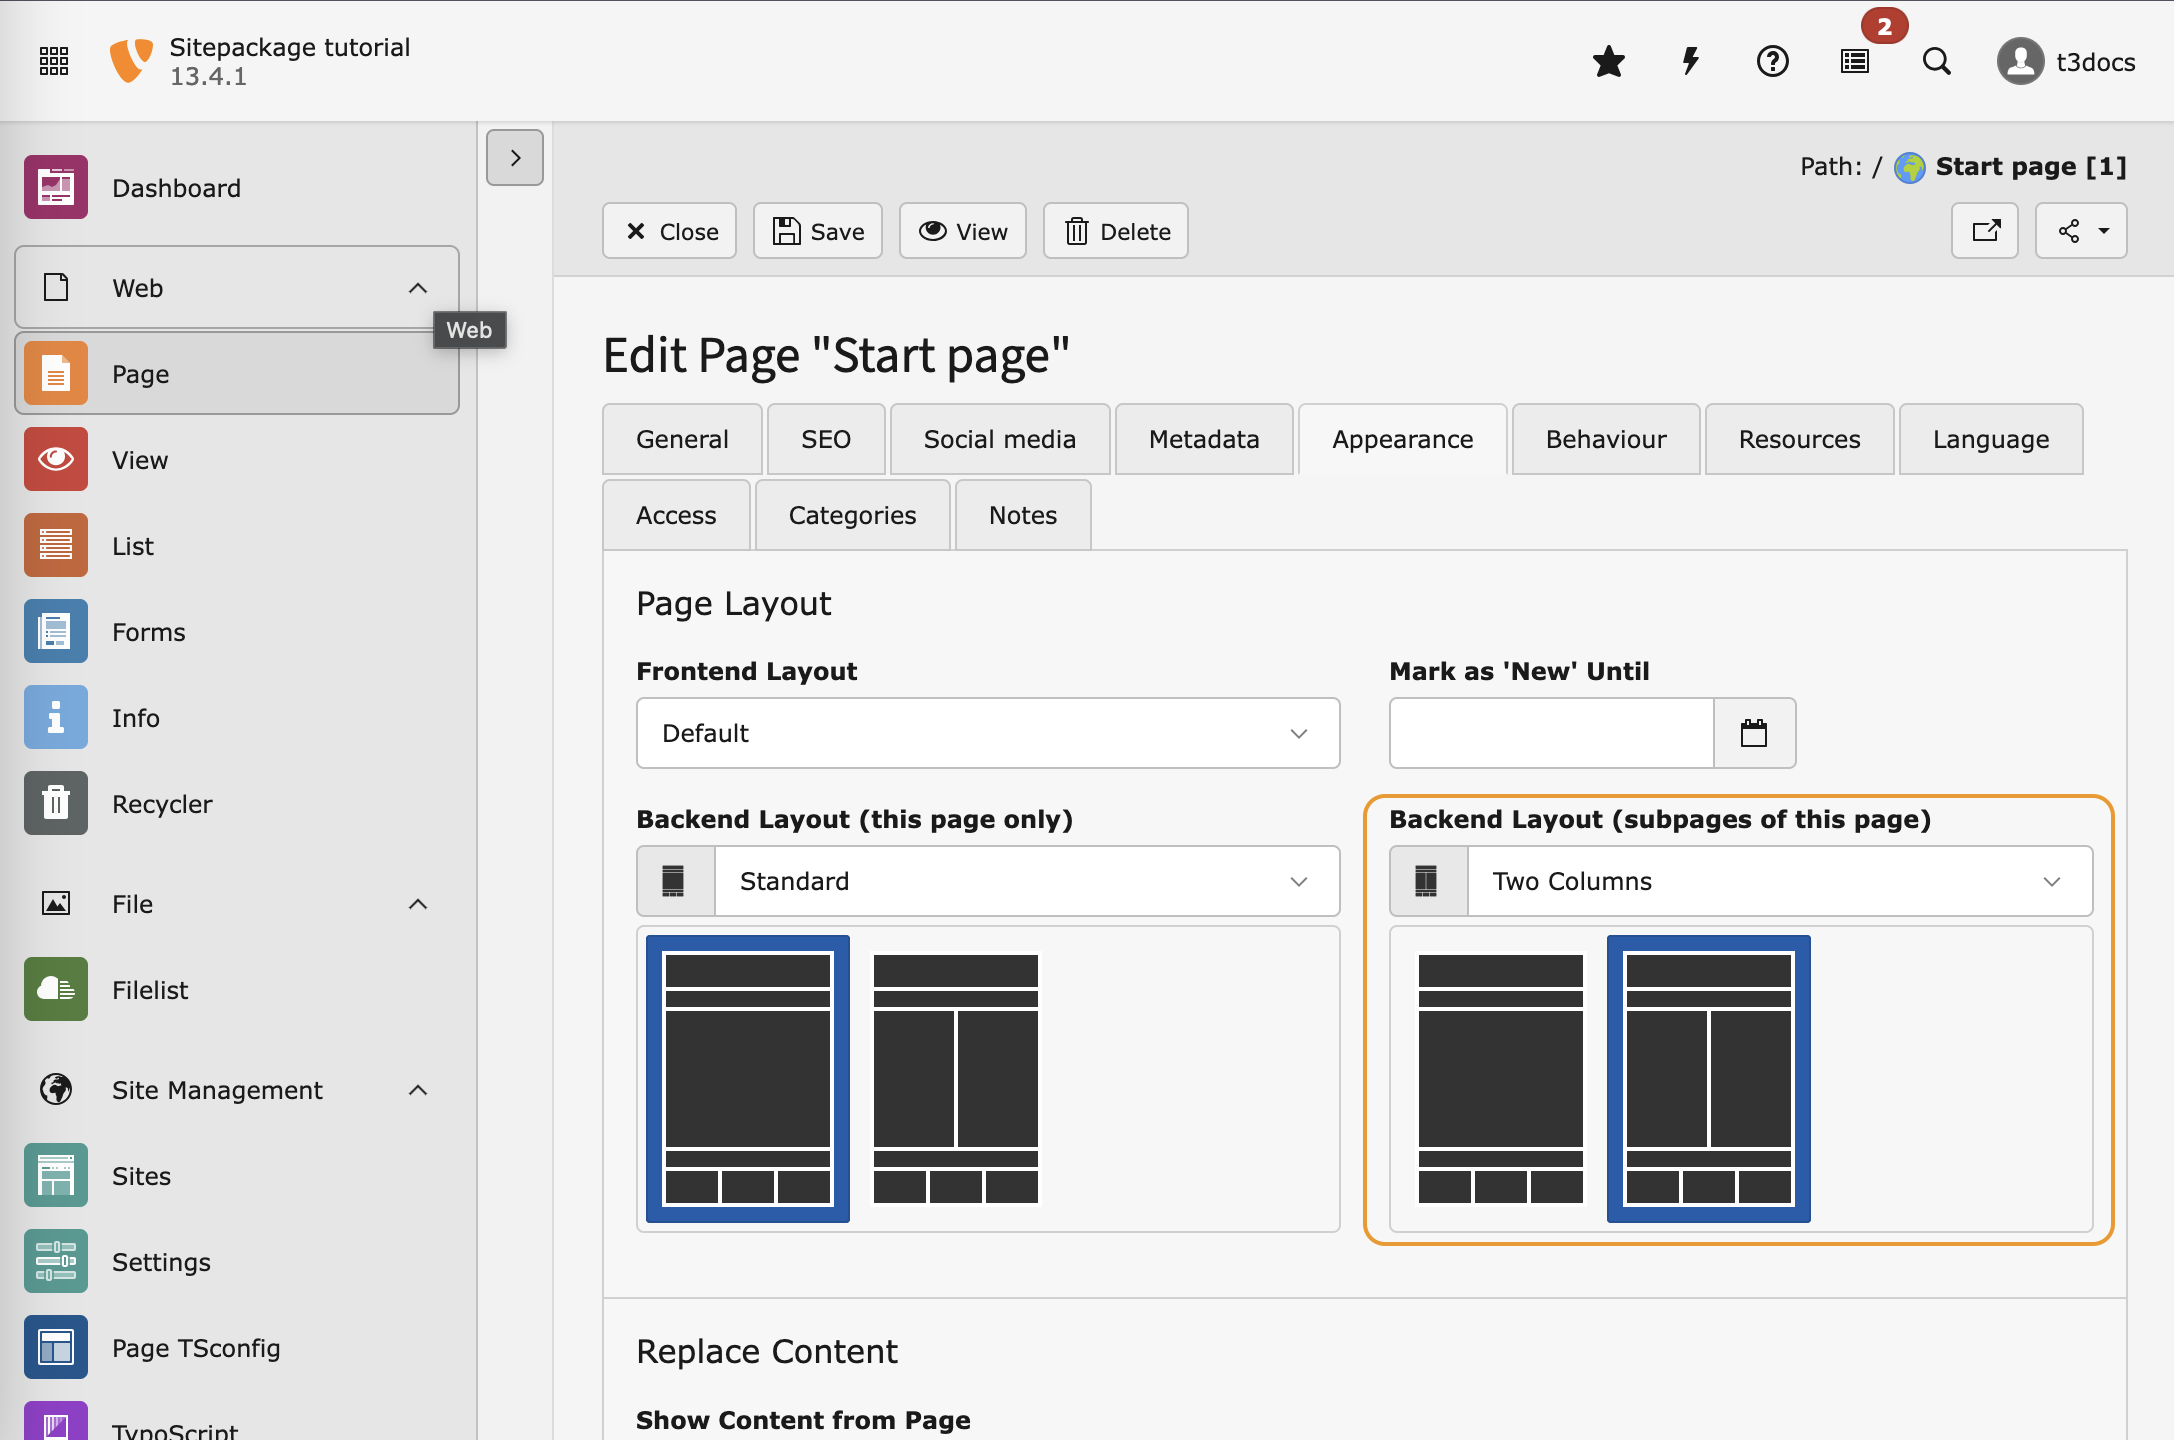 Sitepackage tutorial
13.4.1
2
t3docs
Dashboard
Web
Web
Page
View
List
Forms
Info
Recycler
File
Filelist
Site Management
Sites
Settings
Page TSconfig
TypoScript
Path: / Start page [1]
Close Save View Delete
Edit Page "Start page"
General SEO Social media Metadata Appearance Behaviour Resources Language
Access Categories Notes
Page Layout
Frontend Layout Mark as 'New' Until
Default
Backend Layout (this page only) Backend Layout (subpages of this page)
Standard Two Columns
Replace Content
Show Content from Page